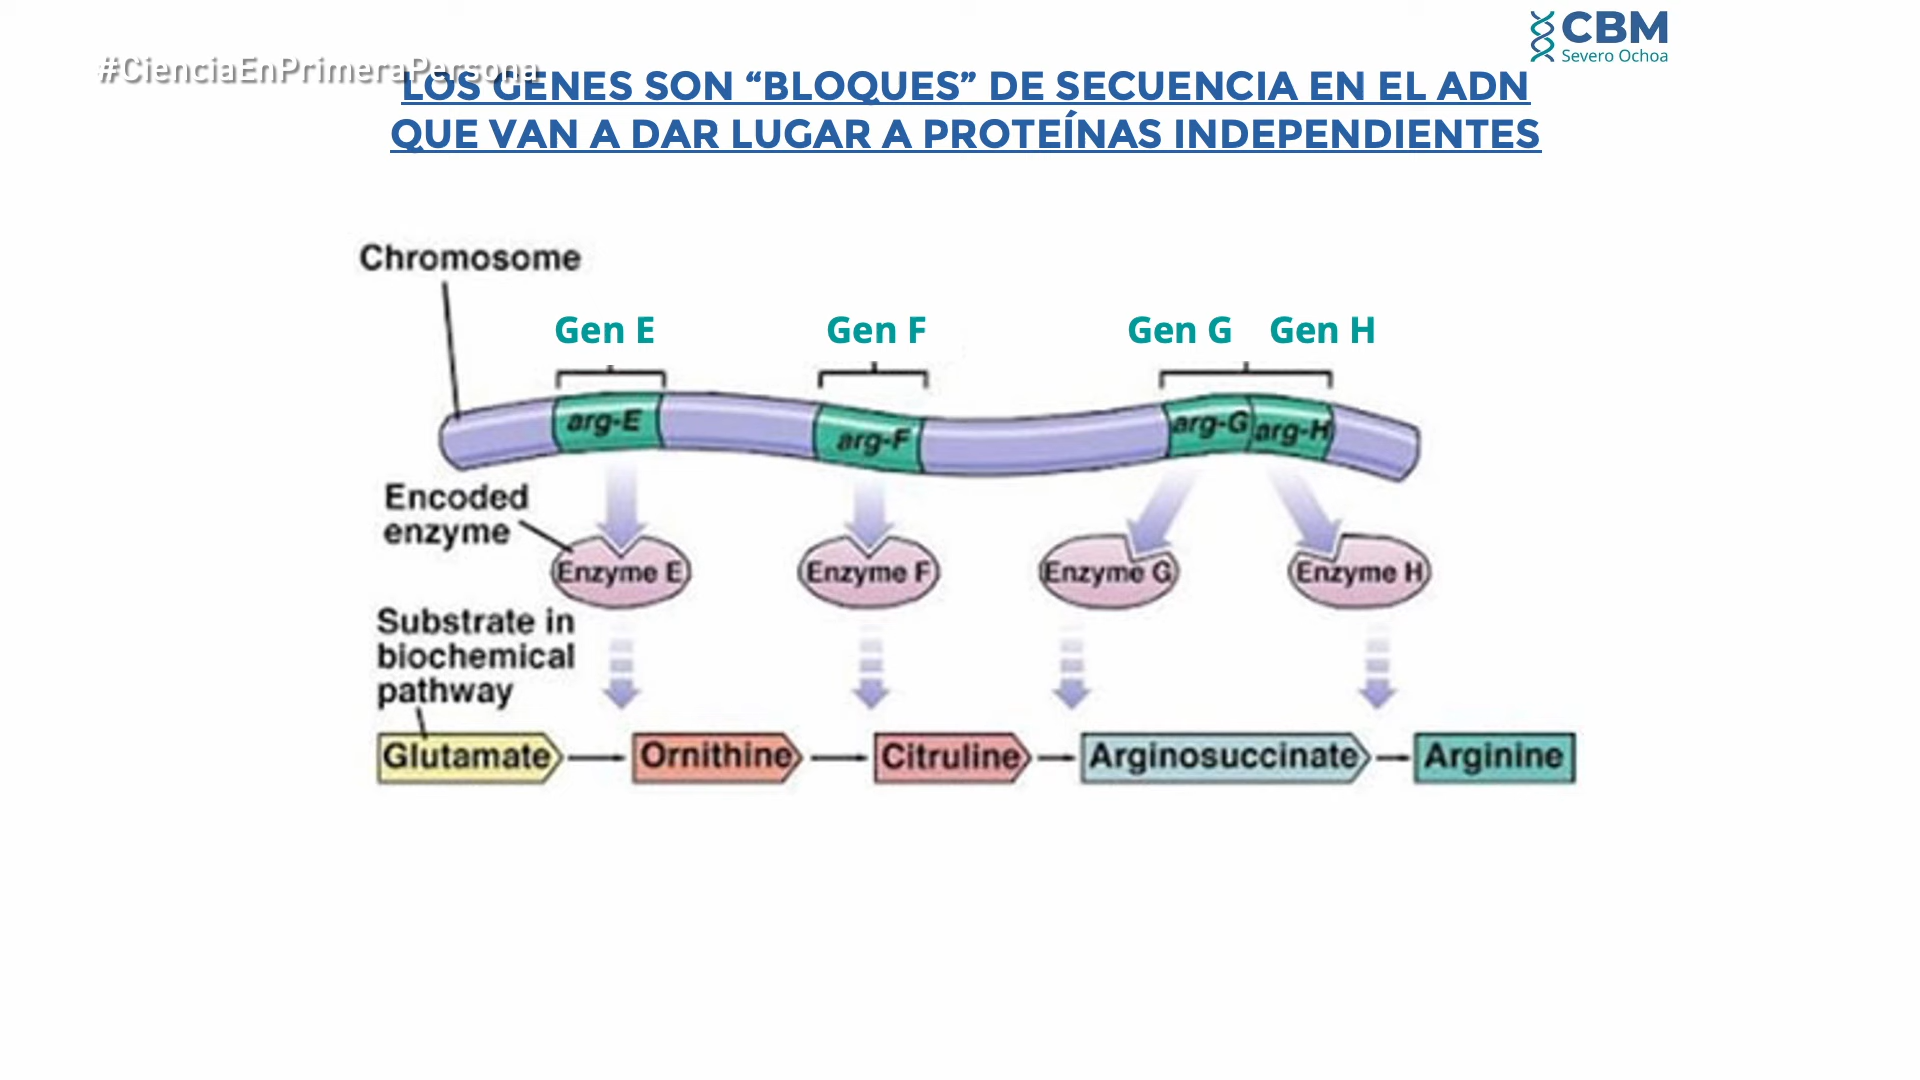 CBM
Severo Ochoa
#CienciaEnPrimeraPersona
LOS GENES SON “BLOQUES” DE SECUENCIA EN EL ADN
QUE VAN A DAR LUGAR A PROTEÍNAS INDEPENDIENTES
Chromosome
Gen E Gen F Gen G Gen H
arg-E arg-F arg-G arg-H
Encoded
enzyme
Enzyme E Enzyme F Enzyme G Enzyme H
Substrate in
biochemical
pathway
Glutamate Ornithine Citruline Arginosuccinate Arginine